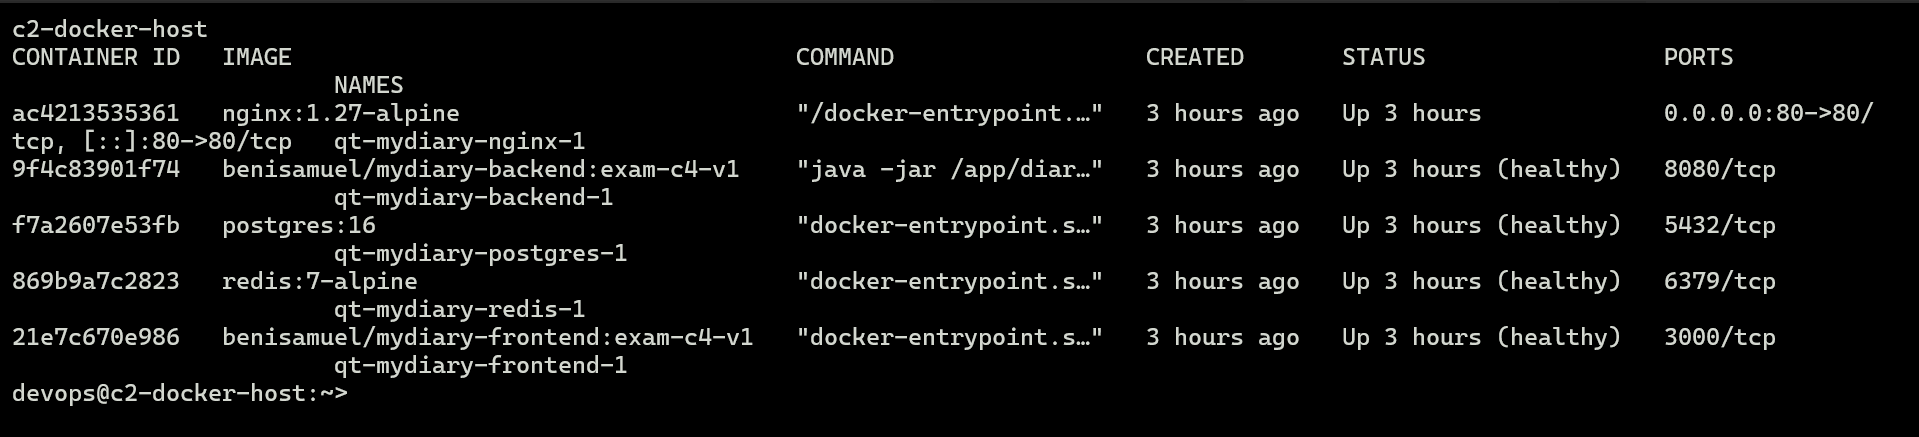 c2-docker-host
CONTAINER ID   IMAGE                                    COMMAND                  CREATED       STATUS                 PORTS
                       NAMES
ac4213535361   nginx:1.27-alpine                        "/docker-entrypoint.…"   3 hours ago   Up 3 hours             0.0.0.0:80->80/
tcp, [::]:80->80/tcp   qt-mydiary-nginx-1
9f4c83901f74   benisamuel/mydiary-backend:exam-c4-v1    "java -jar /app/diar…"   3 hours ago   Up 3 hours (healthy)   8080/tcp
                       qt-mydiary-backend-1
f7a2607e53fb   postgres:16                              "docker-entrypoint.s…"   3 hours ago   Up 3 hours (healthy)   5432/tcp
                       qt-mydiary-postgres-1
869b9a7c2823   redis:7-alpine                           "docker-entrypoint.s…"   3 hours ago   Up 3 hours (healthy)   6379/tcp
                       qt-mydiary-redis-1
21e7c670e986   benisamuel/mydiary-frontend:exam-c4-v1   "docker-entrypoint.s…"   3 hours ago   Up 3 hours (healthy)   3000/tcp
                       qt-mydiary-frontend-1
devops@c2-docker-host:~>